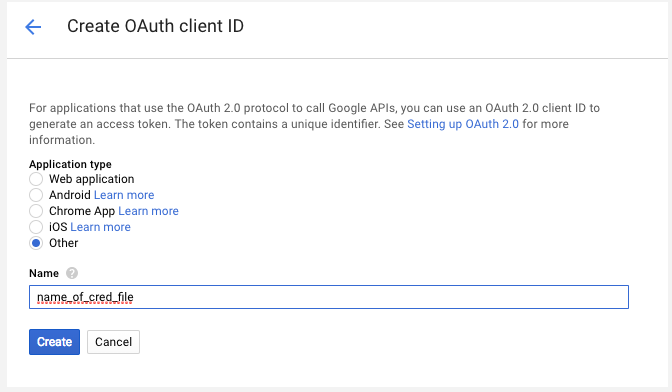 Create OAuth client ID
For applications that use the OAuth 2.0 protocol to call Google APIs, you can use an OAuth 2.0 client ID to
generate an access token. The token contains a unique identifier. See Setting up OAuth 2.0 for more
information.
Application type
Web application
Android Learn more
Chrome App Learn more
iOS Learn more
Other
Name ?
name_of_cred_file
Create Cancel